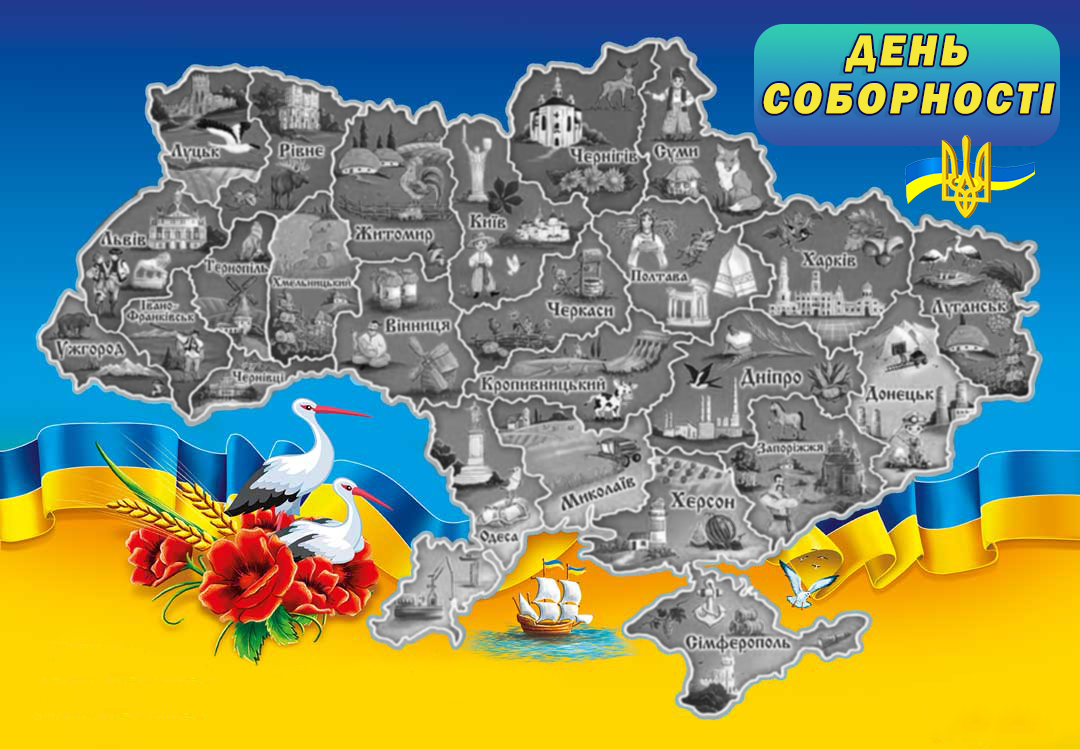 ДЕНЬ
СОБОРНОСТІ
Луцьк
Рівне
Чернігів
Суми
Львів
Житомир
Київ
Тернопіль
Хмельницький
Полтава
Харків
Івано-
Франківськ
Вінниця
Черкаси
Луганськ
Ужгород
Чернівці
Кропивницький
Дніпро
Донецьк
Запоріжжя
Миколаїв
Херсон
Одеса
Сімферополь